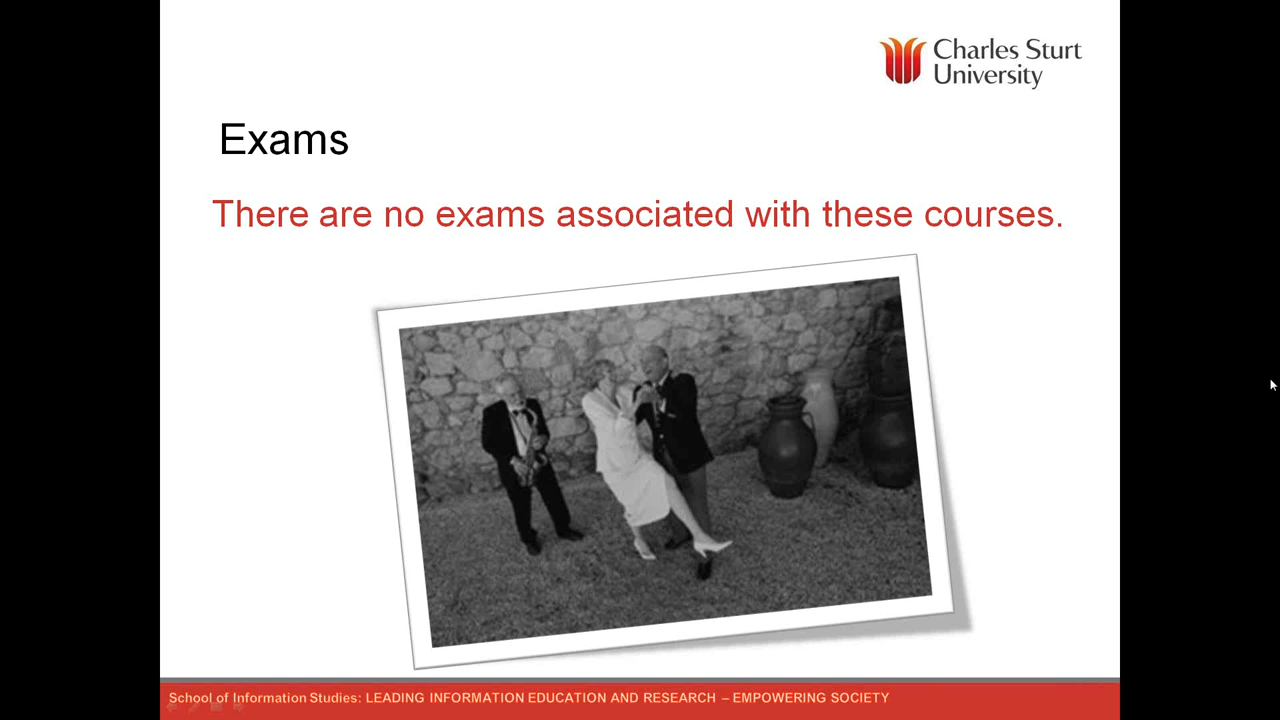 Charles Sturt
University
Exams
There are no exams associated with these courses.
School of Information Studies: LEADING INFORMATION EDUCATION AND RESEARCH – EMPOWERING SOCIETY